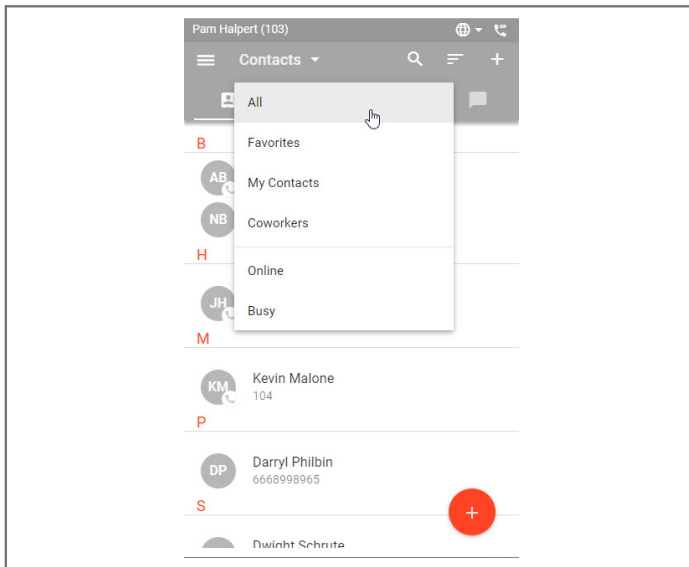 Pam Halpert (103)
Contacts
All
B
Favorites
AB
My Contacts
NB
Coworkers
H
Online
JH
Busy
M
KM
Kevin Malone
104
P
DP
Darryl Philbin
6668998965
S
Dwight Schrute